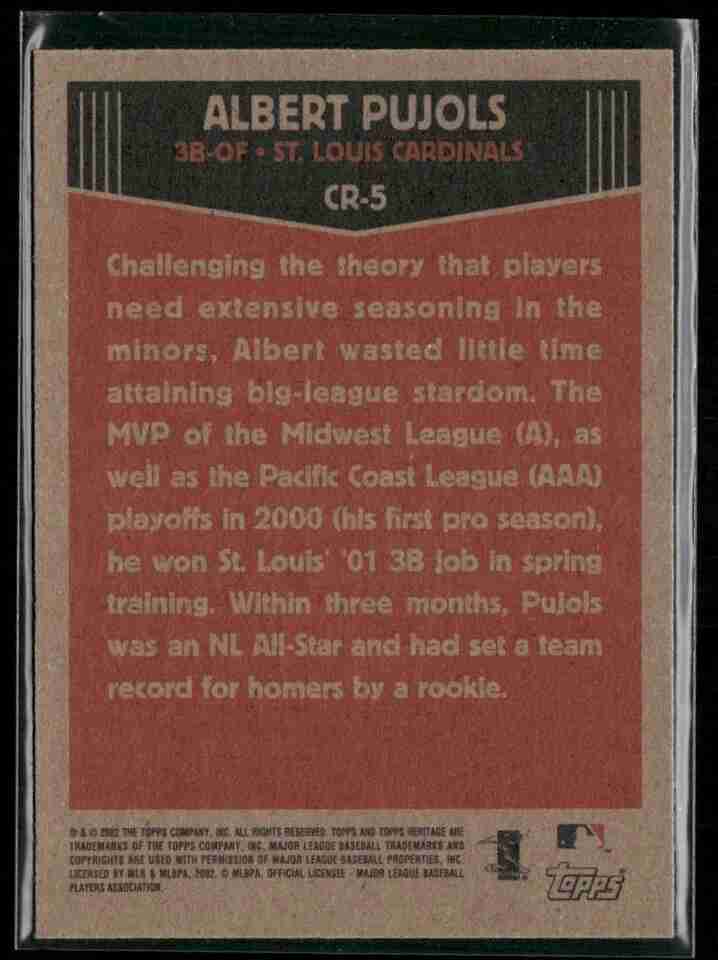 ALBERT PUJOLS
3B-OF • ST. LOUIS CARDINALS
CR-5
Challenging the theory that players
need extensive seasoning in the
minors, Albert wasted little time
attaining big-league stardom. The
MVP of the Midwest League (A), as
well as the Pacific Coast League (AAA)
playoffs in 2000 (his first pro season),
he won St. Louis' '01 3B job in spring
training. Within three months, Pujols
was an NL All-Star and had set a team
record for homers by a rookie.
® & © 2002 THE TOPPS COMPANY, INC. ALL RIGHTS RESERVED. TOPPS AND TOPPS HERITAGE ARE
TRADEMARKS OF THE TOPPS COMPANY, INC. MAJOR LEAGUE BASEBALL TRADEMARKS AND
COPYRIGHTS ARE USED WITH PERMISSION OF MAJOR LEAGUE BASEBALL PROPERTIES, INC.
LICENSED BY MLB & MLBPA, 2002. © MLBPA. OFFICIAL LICENSEE - MAJOR LEAGUE BASEBALL
PLAYERS ASSOCIATION.
TOPPS